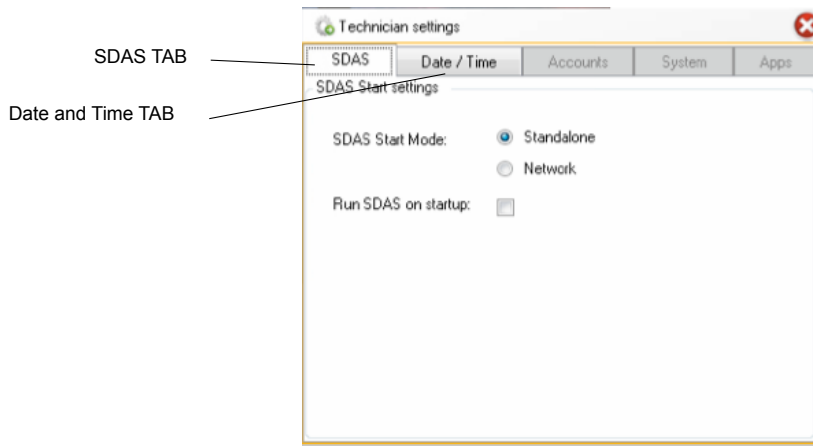 Technician settings
SDAS TAB
SDAS Date / Time Accounts System Apps
SDAS Start settings
Date and Time TAB
SDAS Start Mode: Standalone
Network
Run SDAS on startup: